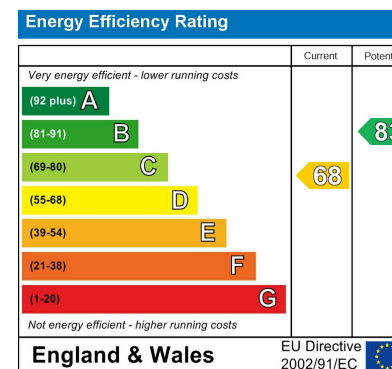 Energy Efficiency Rating
Current Potent
Very energy efficient - lower running costs
(92 plus) A
(81-91) B
(69-80) C
(55-68) D
(39-54) E
(21-38) F
(1-20) G
83
68
Not energy efficient - higher running costs
England & Wales
EU Directive
2002/91/EC